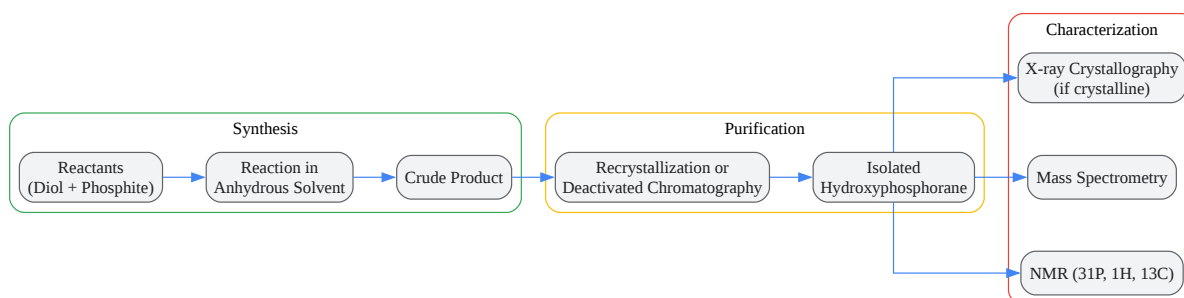 Synthesis
Reactants
(Diol + Phosphite)
Reaction in
Anhydrous Solvent
Crude Product
Purification
Recrystallization or
Deactivated Chromatography
Isolated
Hydroxyphosphorane
Characterization
X-ray Crystallography
(if crystalline)
Mass Spectrometry
NMR (31P, 1H, 13C)